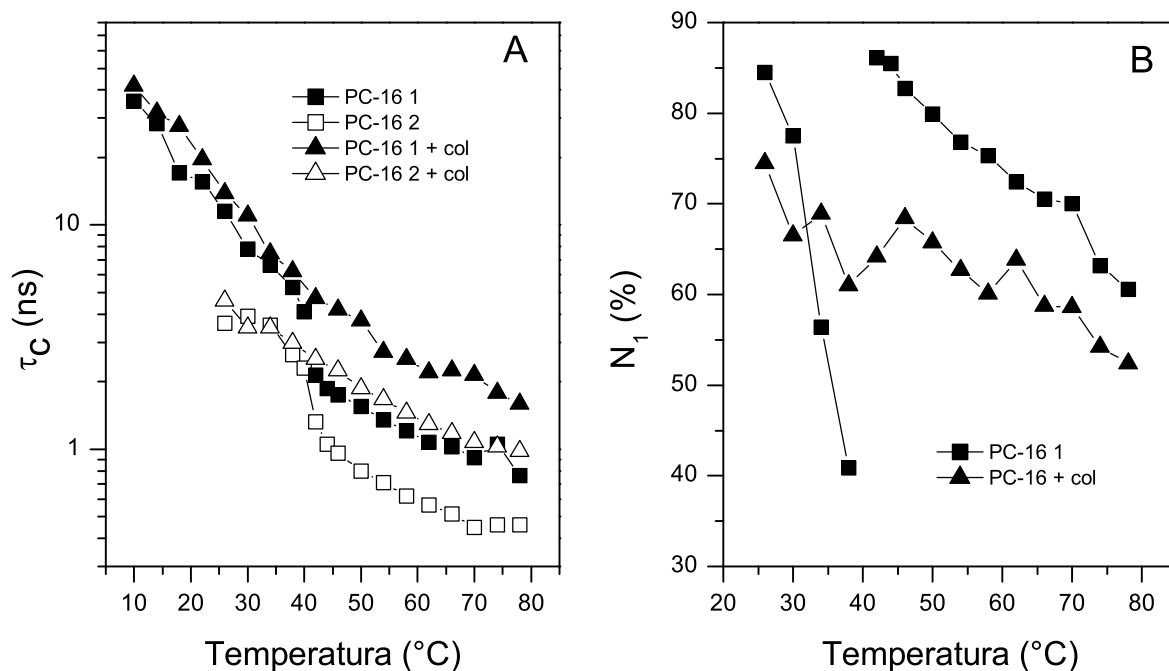 A
PC-16 1
PC-16 2
PC-16 1 + col
PC-16 2 + col
10
1
τC (ns)
10 20 30 40 50 60 70 80
Temperatura (°C)
B
90
80
70
60
50
40
30
N1 (%)
PC-16 1
PC-16 + col
20 30 40 50 60 70 80
Temperatura (°C)